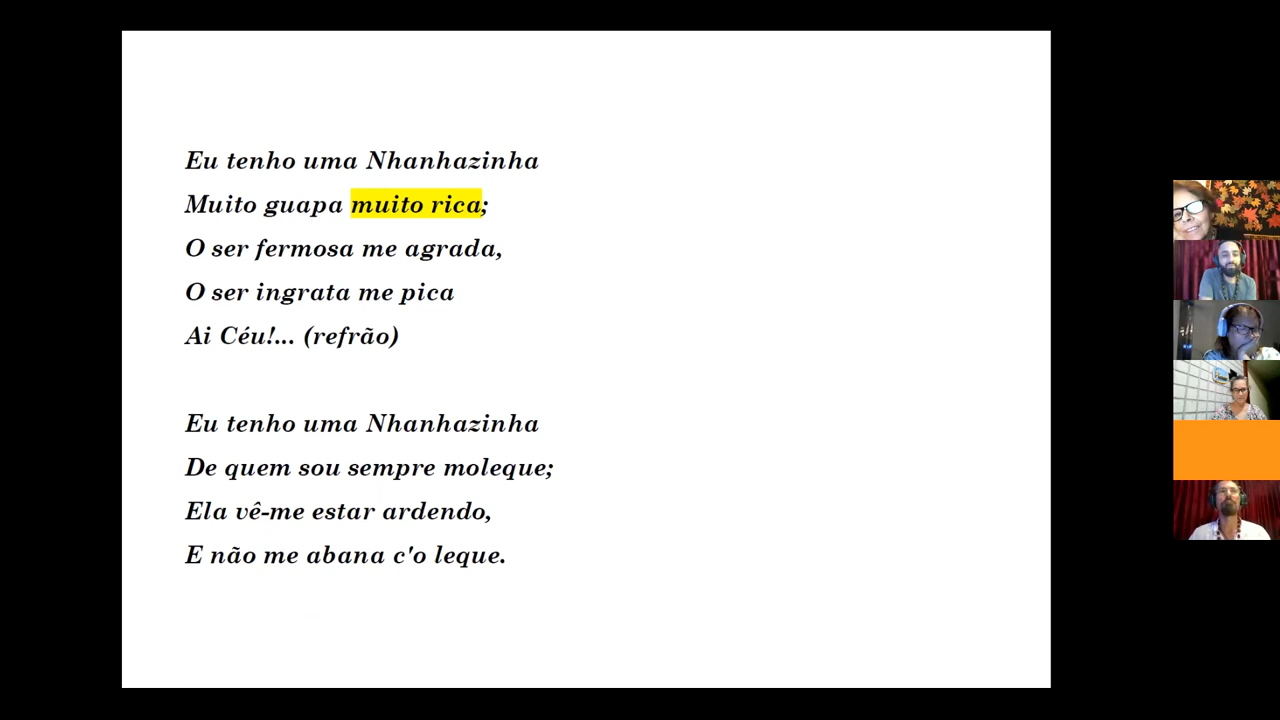 Eu tenho uma Nhanhazinha
Muito guapa muito rica;
O ser fermosa me agrada,
O ser ingrata me pica
Ai Céu!... (refrão)
Eu tenho uma Nhanhazinha
De quem sou sempre moleque;
Ela vê-me estar ardendo,
E não me abana c'o leque.